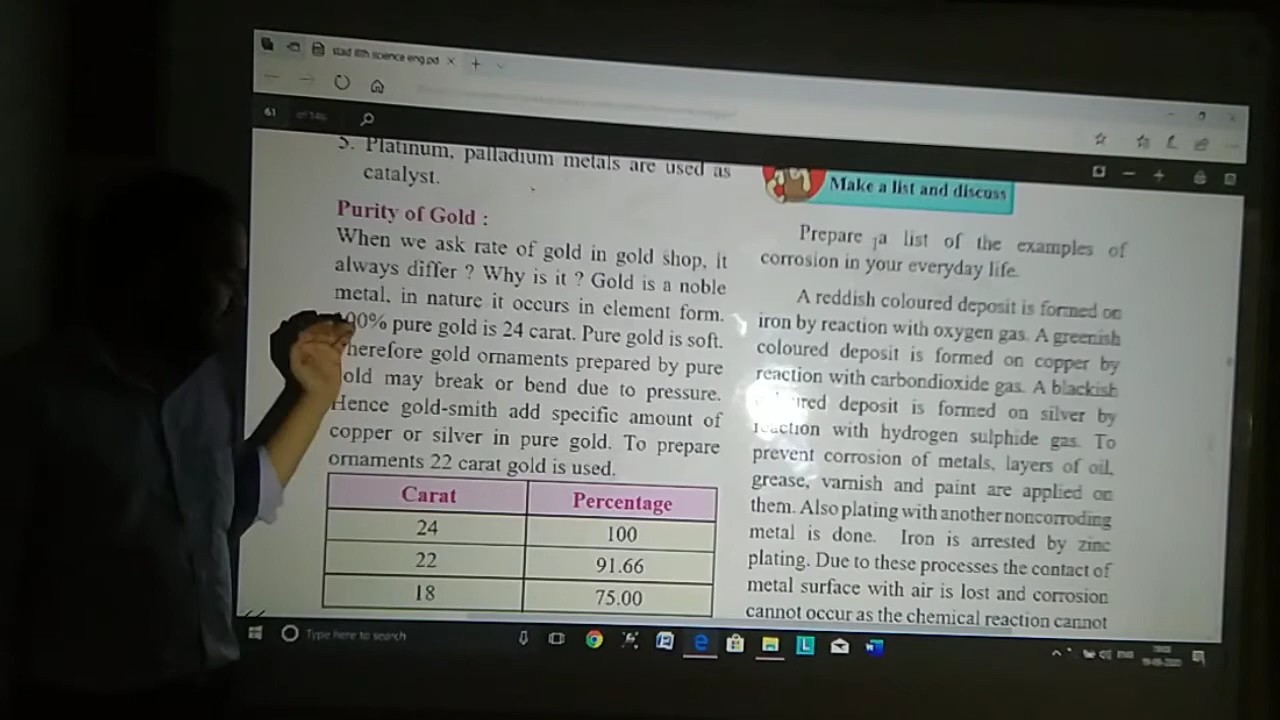 std 8th science eng.pd
61 of 146
5. Platinum, palladium metals are used as
catalyst.
Purity of Gold :
When we ask rate of gold in gold shop, it
always differ ? Why is it ? Gold is a noble
metal, in nature it occurs in element form.
100% pure gold is 24 carat. Pure gold is soft.
herefore gold ornaments prepared by pure
old may break or bend due to pressure.
Hence gold-smith add specific amount of
copper or silver in pure gold. To prepare
ornaments 22 carat gold is used.
Carat Percentage
24 100
22 91.66
18 75.00
Make a list and discuss
Prepare a list of the examples of
corrosion in your everyday life.
A reddish coloured deposit is formed on
iron by reaction with oxygen gas. A greenish
coloured deposit is formed on copper by
reaction with carbondioxide gas. A blackish
ured deposit is formed on silver by
reaction with hydrogen sulphide gas. To
prevent corrosion of metals, layers of oil,
grease, varnish and paint are applied on
them. Also plating with another noncorroding
metal is done. Iron is arrested by zinc
plating. Due to these processes the contact of
metal surface with air is lost and corrosion
cannot occur as the chemical reaction cannot
Type here to search